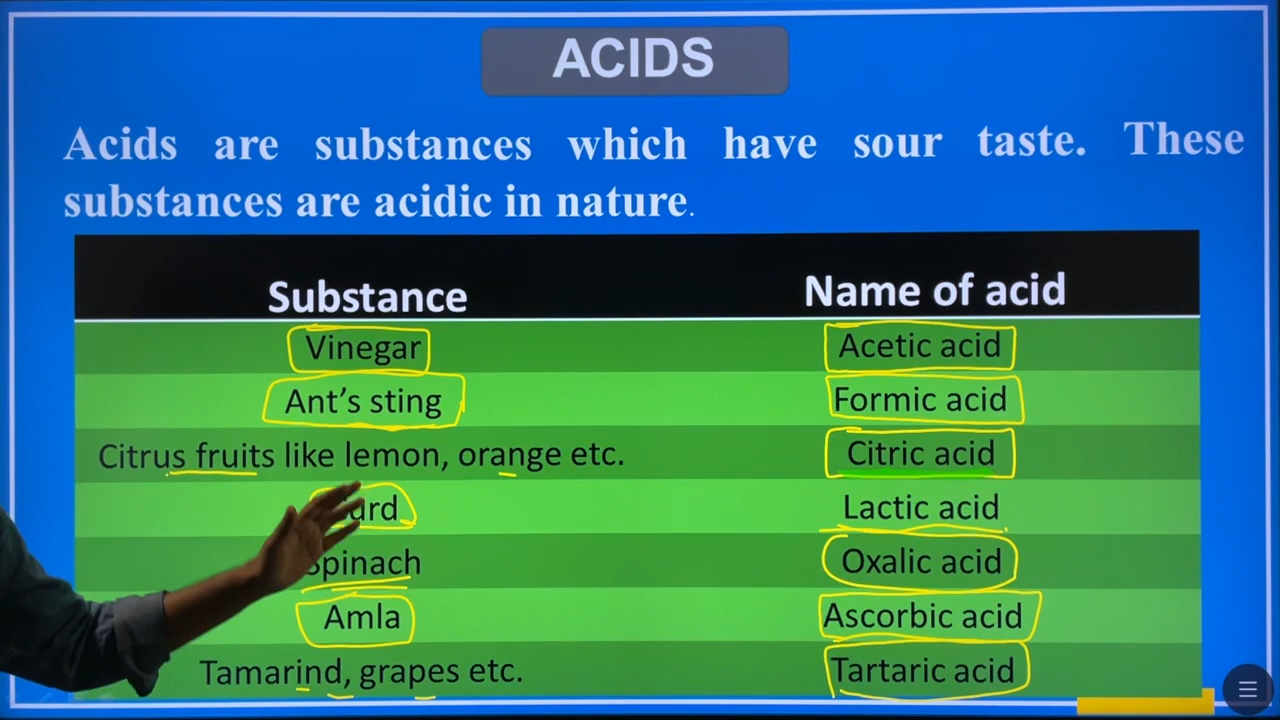 ACIDS
Acids are substances which have sour taste. These
substances are acidic in nature.
Substance Name of acid
Vinegar Acetic acid
Ant's sting Formic acid
Citrus fruits like lemon, orange etc. Citric acid
Curd Lactic acid
Spinach Oxalic acid
Amla Ascorbic acid
Tamarind, grapes etc. Tartaric acid